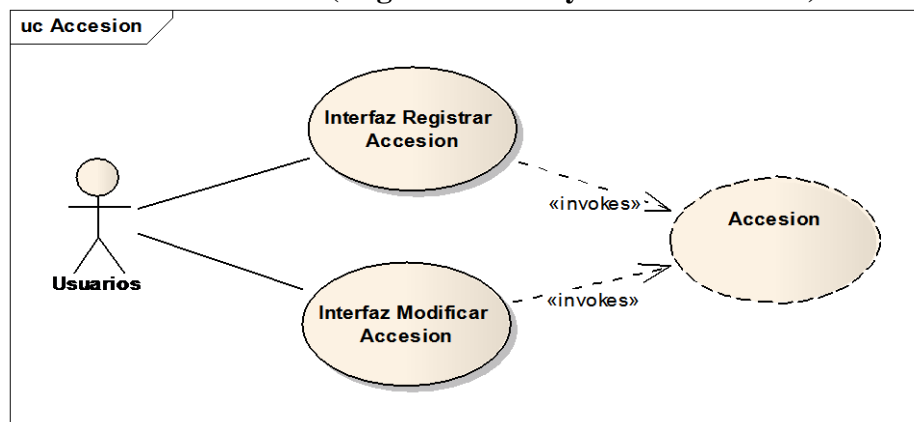 uc Accesion
Interfaz Registrar
Accesion
«invokes»
Accesion
Usuarios
Interfaz Modificar
Accesion
«invokes»